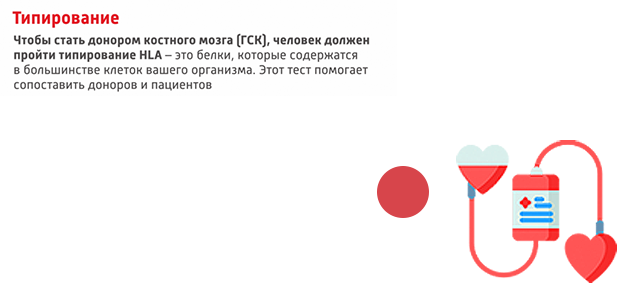 Типирование
Чтобы стать донором костного мозга (ГСК), человек должен
пройти типирование HLA – это белки, которые содержатся
в большинстве клеток вашего организма. Этот тест помогает
сопоставить доноров и пациентов